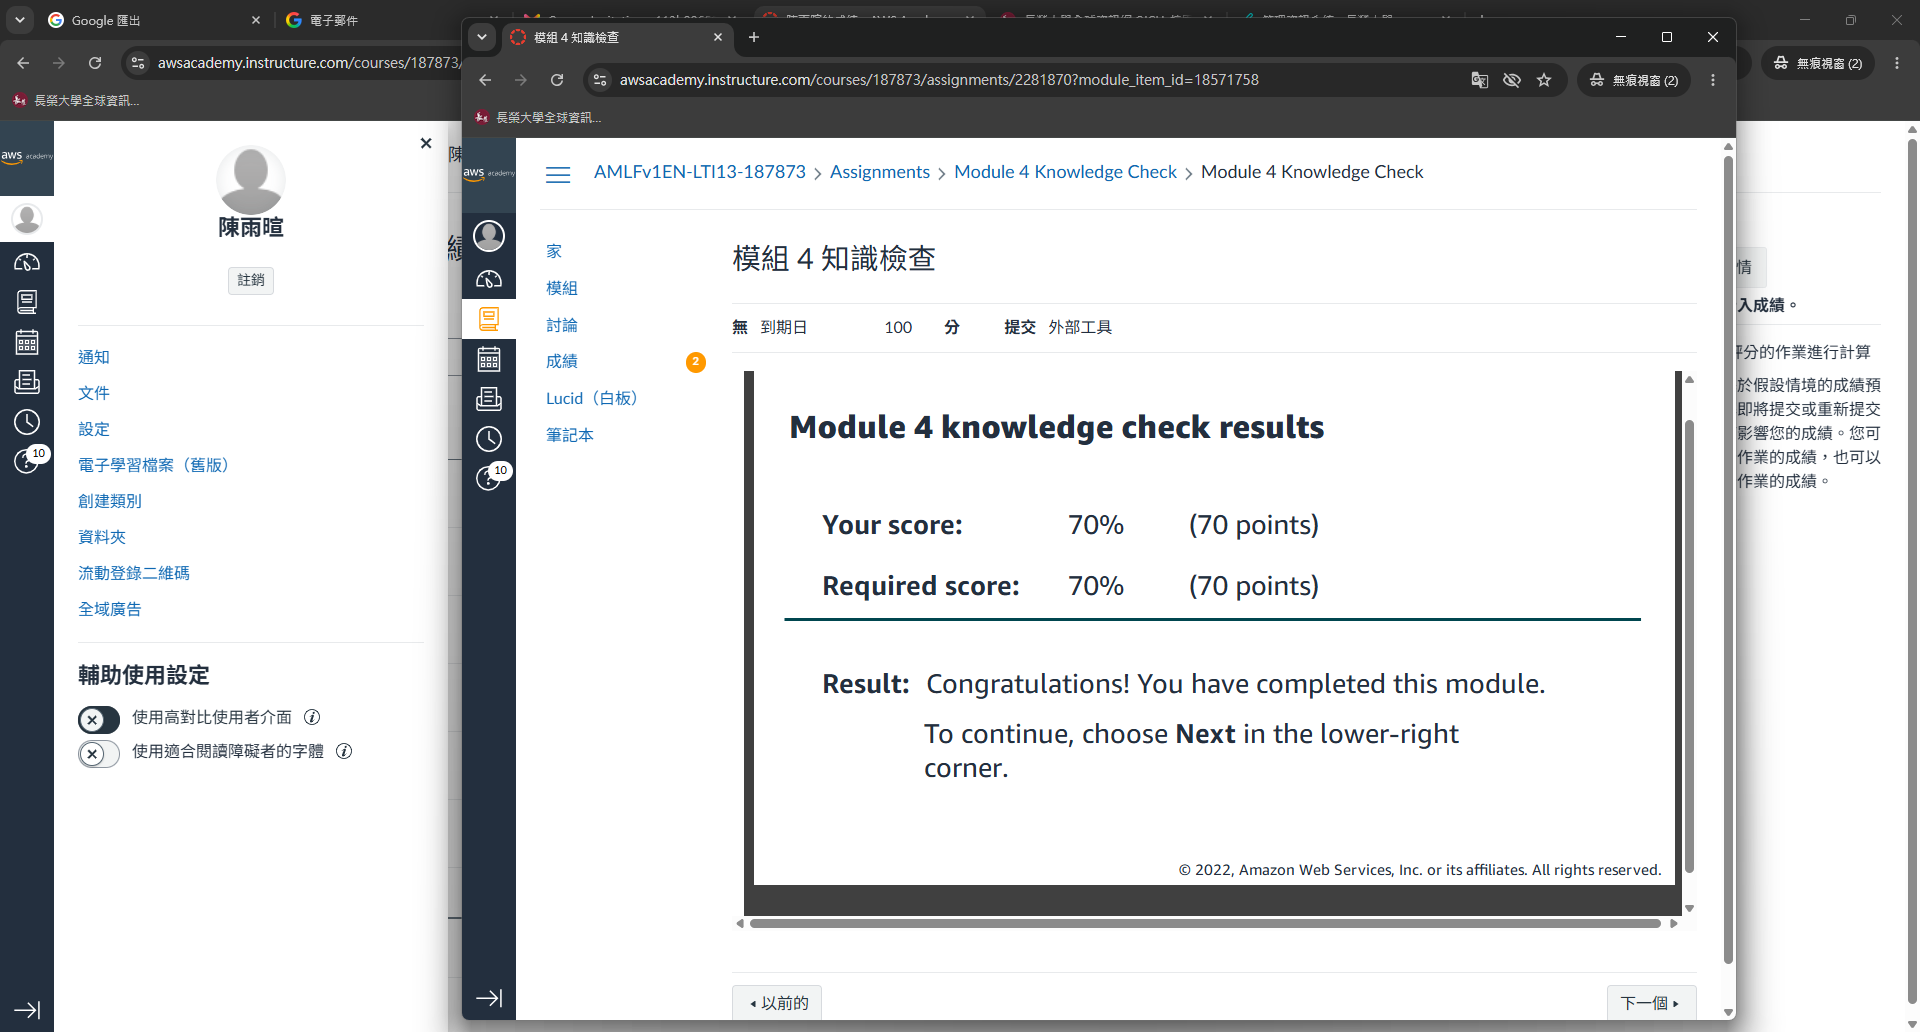 Google 匯出
電子郵件
awsacademy.instructure.com/courses/187873/
無痕視窗 (2)
長榮大學全球資訊...
aws academy
陳雨暄
註銷
通知
文件
設定
電子學習檔案（舊版）
創建類別
資料夾
流動登錄二維碼
全域廣告
輔助使用設定
使用高對比使用者介面
使用適合閱讀障礙者的字體
10
模組 4 知識檢查
awsacademy.instructure.com/courses/187873/assignments/2281870?module_item_id=18571758
無痕視窗 (2)
長榮大學全球資訊...
aws academy
10
AMLFv1EN-LTI13-187873 > Assignments > Module 4 Knowledge Check > Module 4 Knowledge Check
家
模組
討論
成績 2
Lucid（白板）
筆記本
模組 4 知識檢查
無 到期日 100 分 提交 外部工具
Module 4 knowledge check results
Your score: 70% (70 points)
Required score: 70% (70 points)
Result: Congratulations! You have completed this module.
To continue, choose Next in the lower-right
corner.
© 2022, Amazon Web Services, Inc. or its affiliates. All rights reserved.
以前的
下一個
情
入成績。
評分的作業進行計算
於假設情境的成績預
即將提交或重新提交
影響您的成績。您可
作業的成績，也可以
作業的成績。